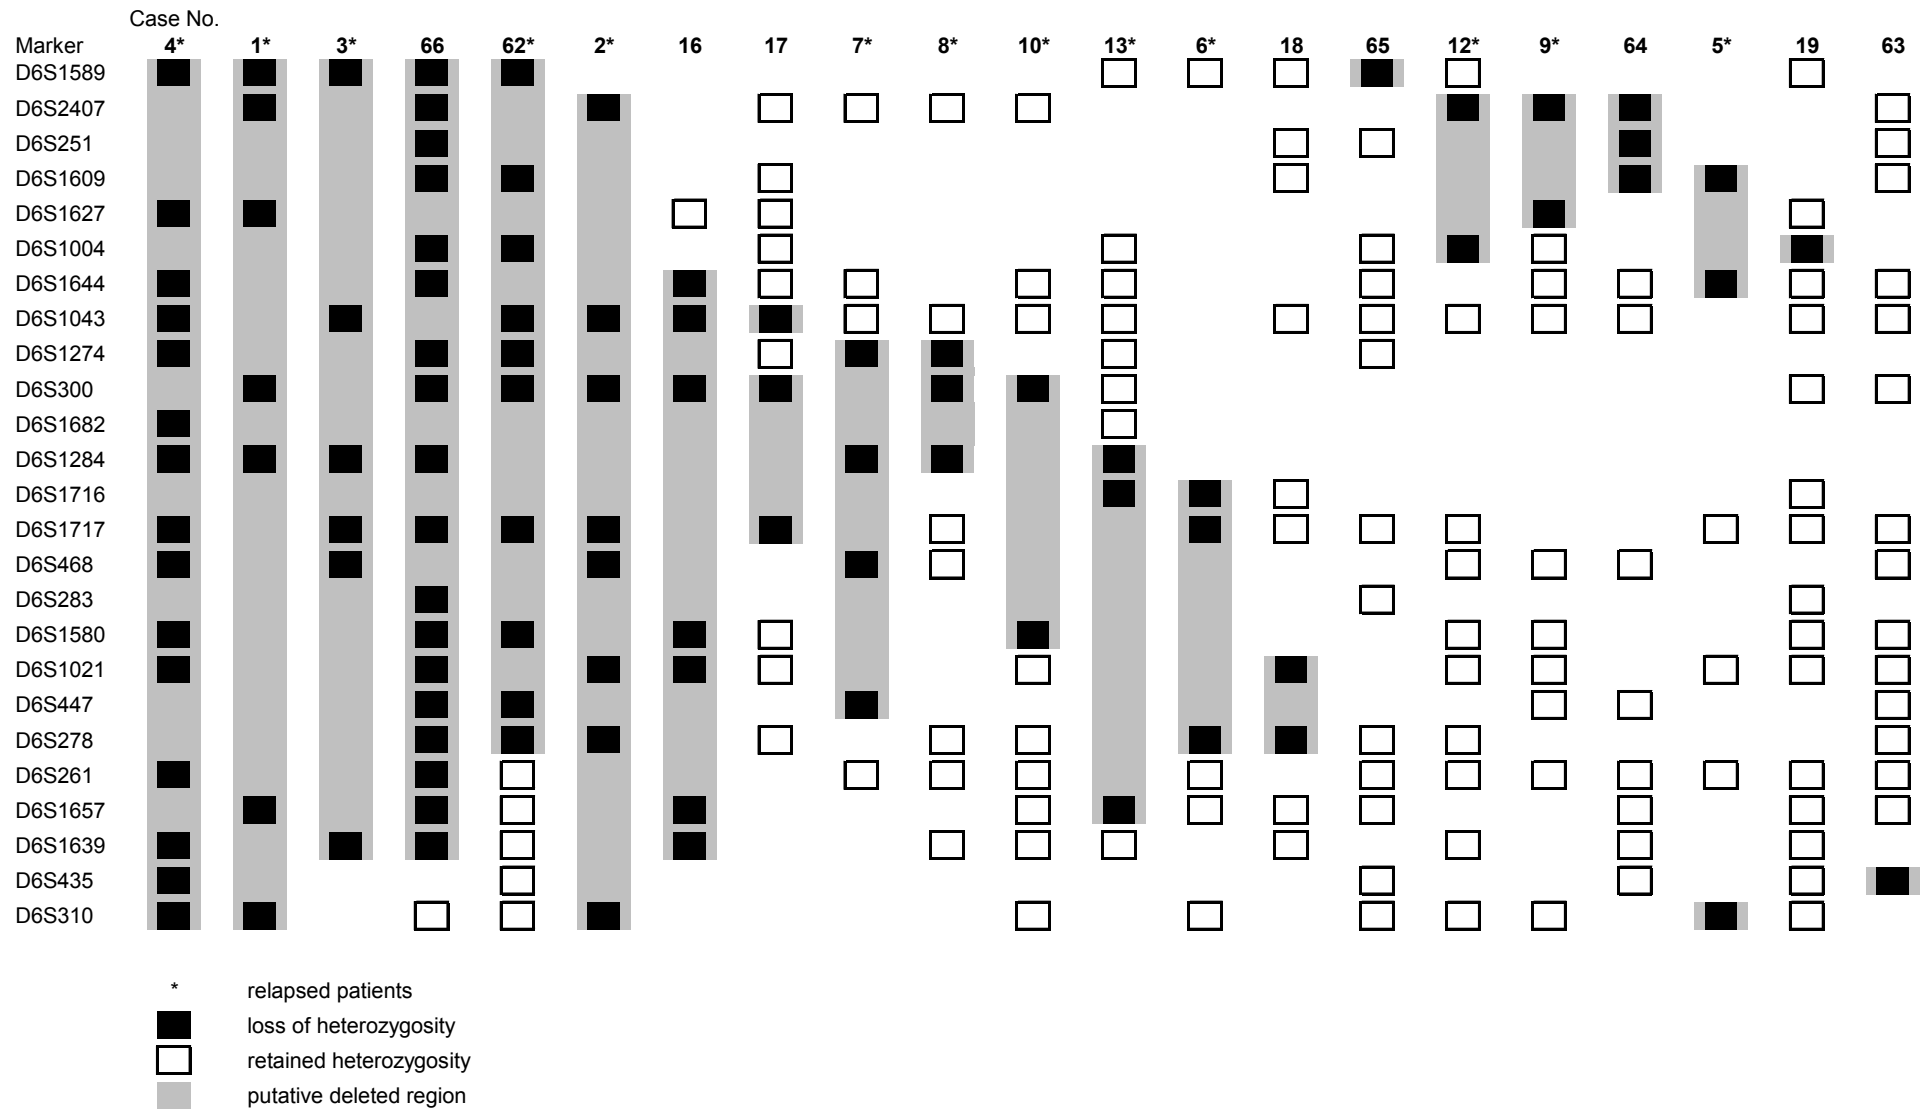 Case No.
Marker 4* 1* 3* 66 62* 2* 16 17 7* 8* 10* 13* 6* 18 65 12* 9* 64 5* 19 63
D6S1589
D6S2407
D6S251
D6S1609
D6S1627
D6S1004
D6S1644
D6S1043
D6S1274
D6S300
D6S1682
D6S1284
D6S1716
D6S1717
D6S468
D6S283
D6S1580
D6S1021
D6S447
D6S278
D6S261
D6S1657
D6S1639
D6S435
D6S310
* relapsed patients
loss of heterozygosity
retained heterozygosity
putative deleted region